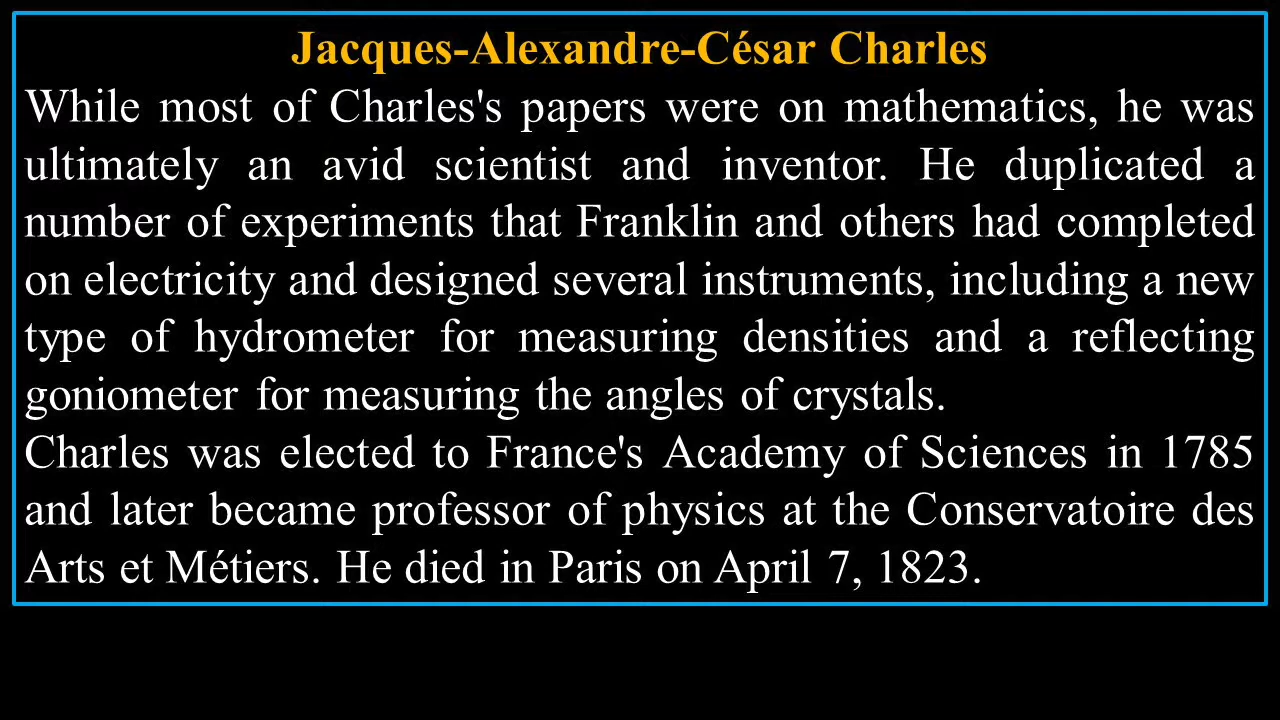 Jacques-Alexandre-César Charles
While most of Charles's papers were on mathematics, he was
ultimately an avid scientist and inventor. He duplicated a
number of experiments that Franklin and others had completed
on electricity and designed several instruments, including a new
type of hydrometer for measuring densities and a reflecting
goniometer for measuring the angles of crystals.
Charles was elected to France's Academy of Sciences in 1785
and later became professor of physics at the Conservatoire des
Arts et Métiers. He died in Paris on April 7, 1823.